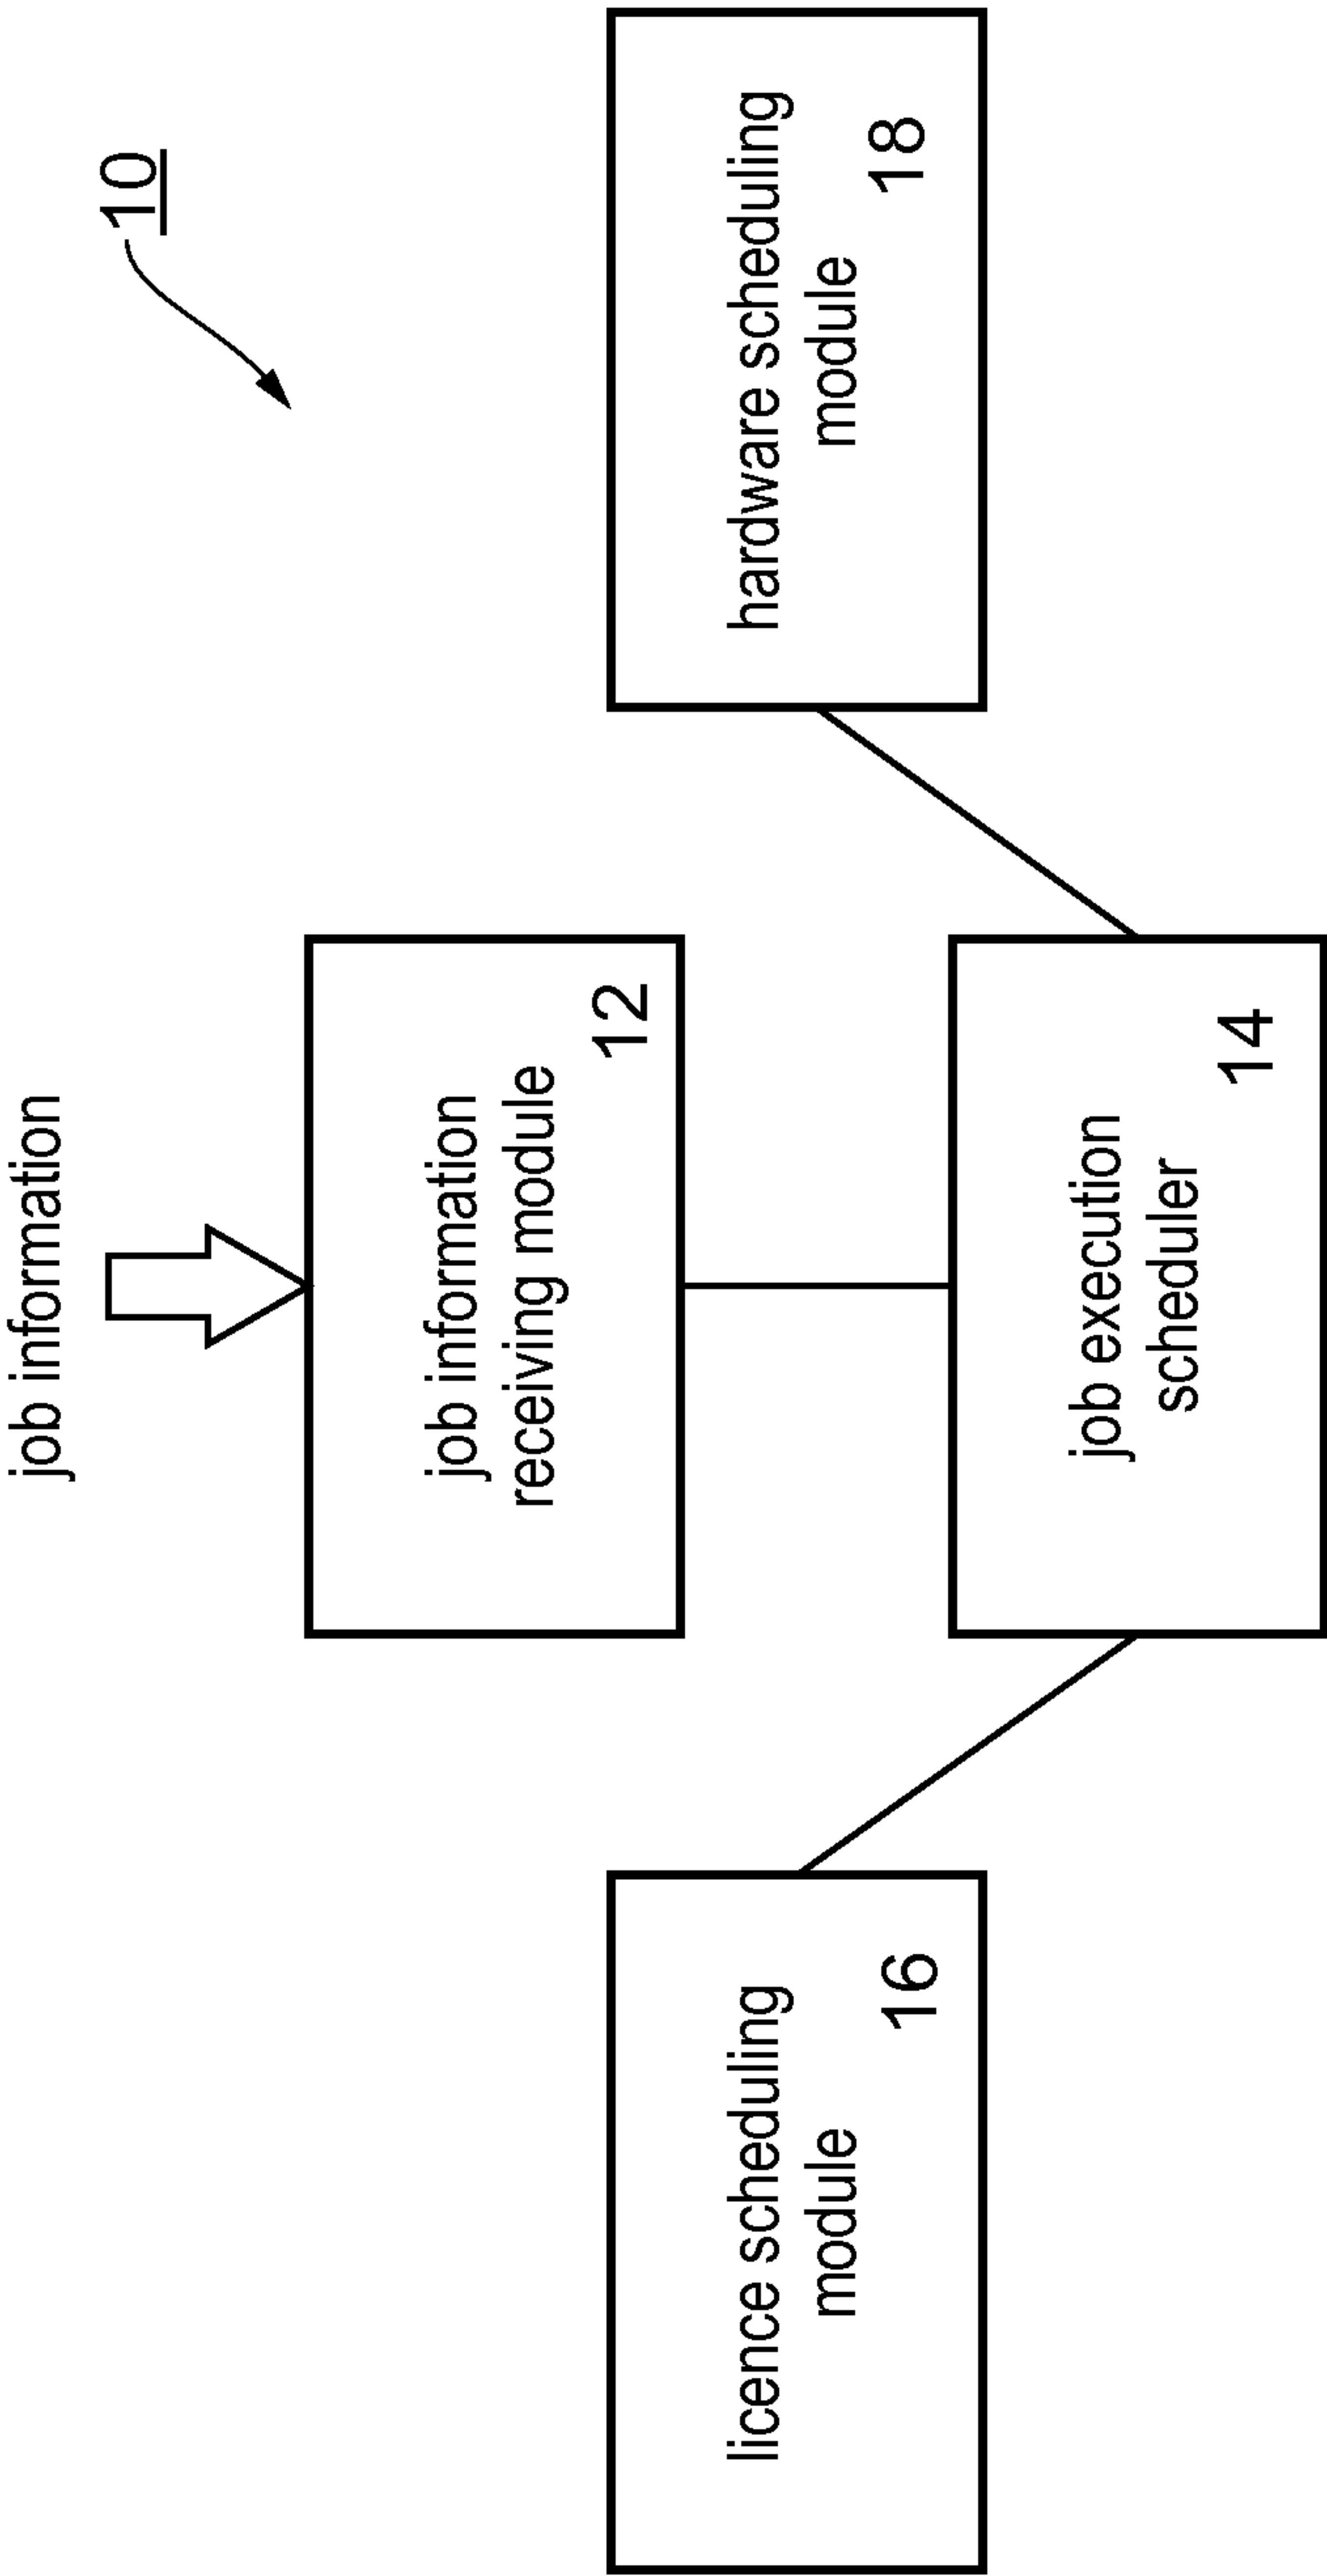 job information
10
job information
receiving module
12
licence scheduling
module
16
hardware scheduling
module
18
job execution
scheduler
14